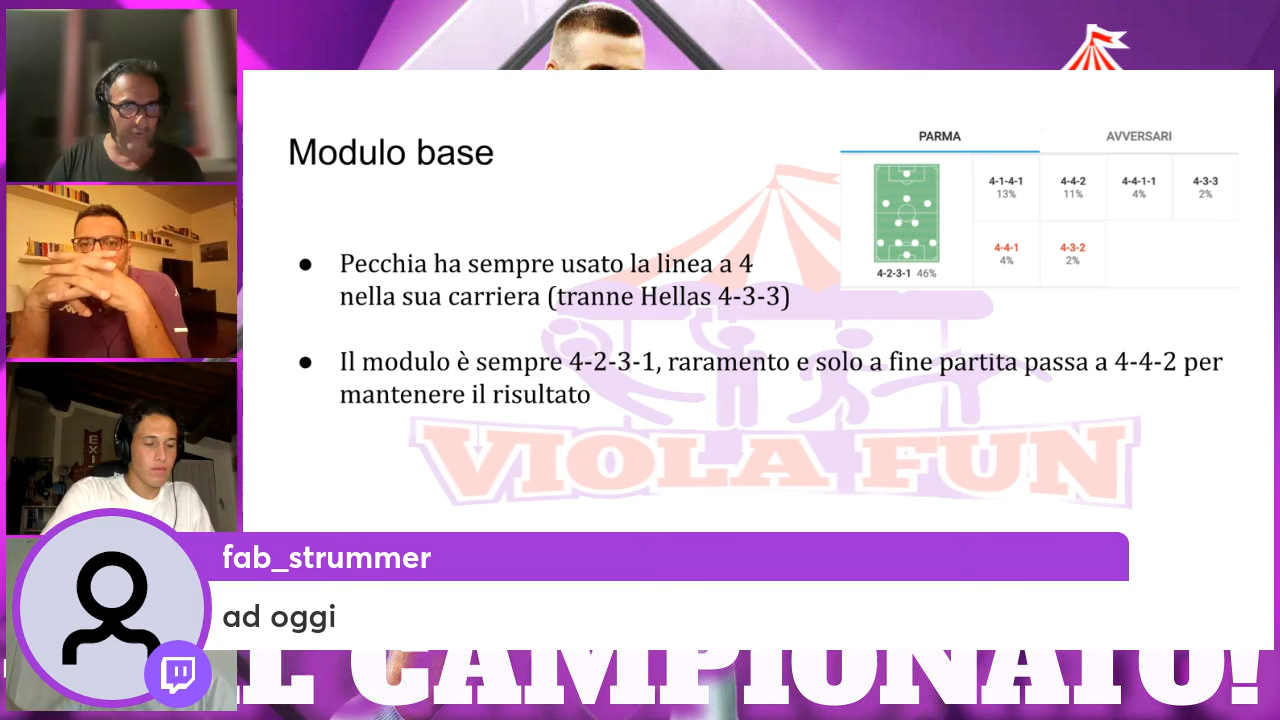 Modulo base
PARMA
AVVERSARI
4-1-4-1
13%
4-4-2
11%
4-4-1-1
4%
4-3-3
2%
4-4-1
4%
4-3-2
2%
4-2-3-1 46%
● Pecchia ha sempre usato la linea a 4
nella sua carriera (tranne Hellas 4-3-3)
● Il modulo è sempre 4-2-3-1, raramento e solo a fine partita passa a 4-4-2 per
mantenere il risultato
VIOLA FUN
EXIT
fab_strummer
ad oggi
CAMPIONATO!